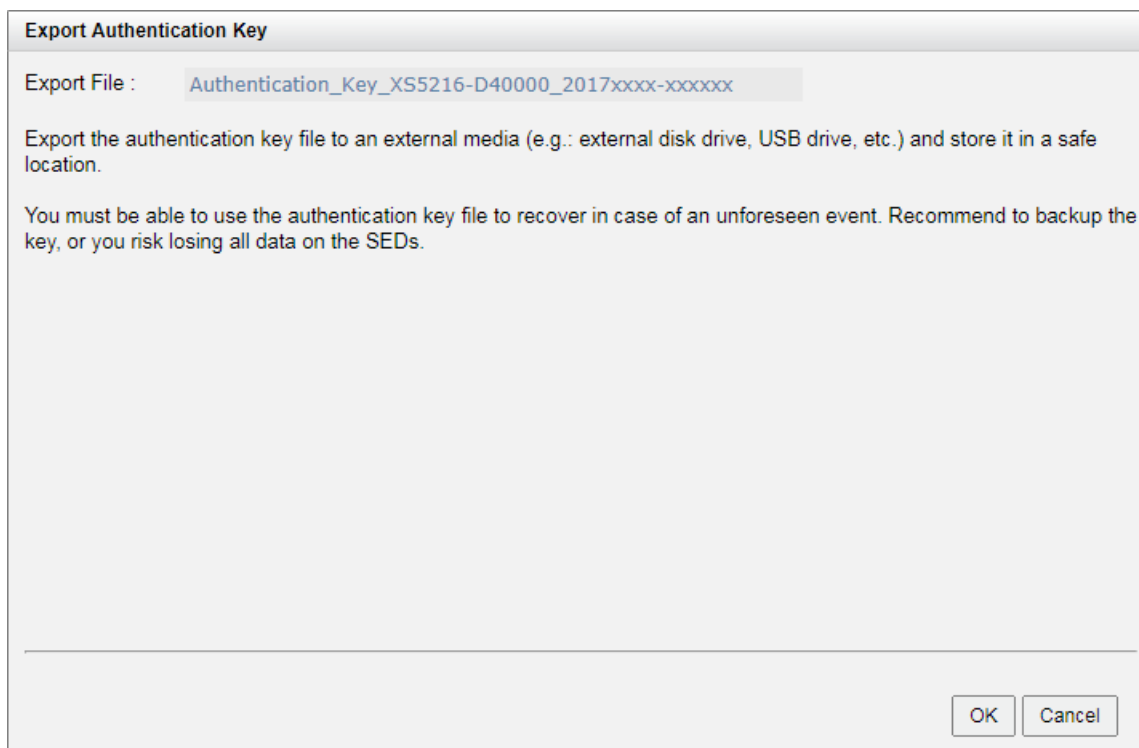 Export Authentication Key
Export File : Authentication_Key_XS5216-D40000_2017xxxx-xxxxxx
Export the authentication key file to an external media (e.g.: external disk drive, USB drive, etc.) and store it in a safe
location.
You must be able to use the authentication key file to recover in case of an unforeseen event. Recommend to backup the
key, or you risk losing all data on the SEDs.
OK Cancel